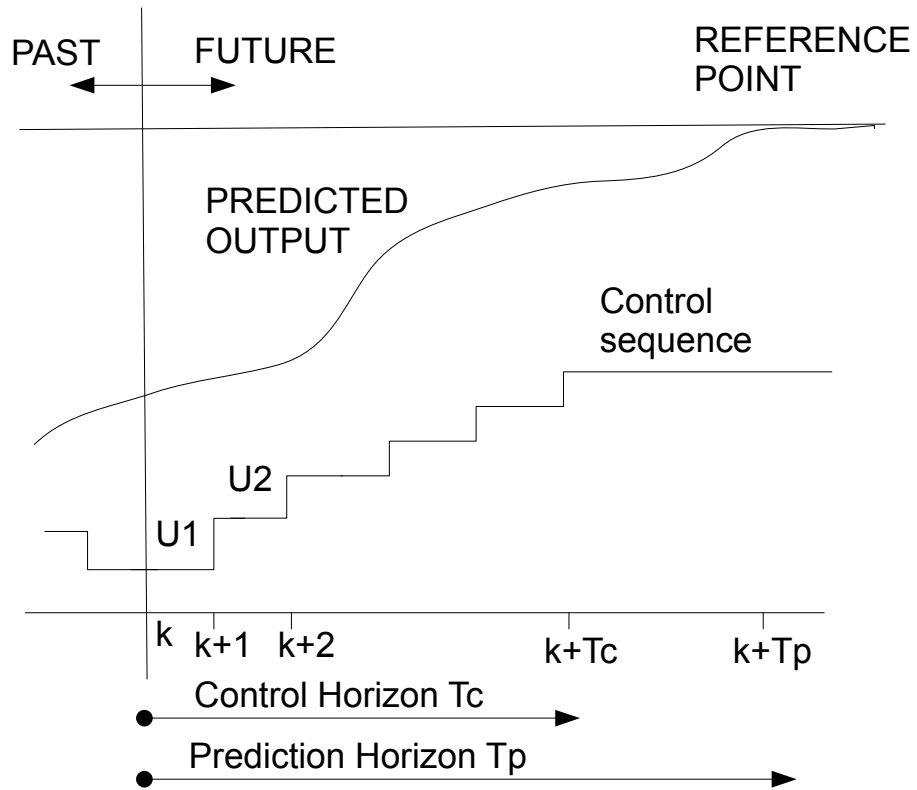 PAST
FUTURE
REFERENCE
POINT
PREDICTED
OUTPUT
Control
sequence
U2
U1
k
k+1
k+2
k+Tc
k+Tp
Control Horizon Tc
Prediction Horizon Tp